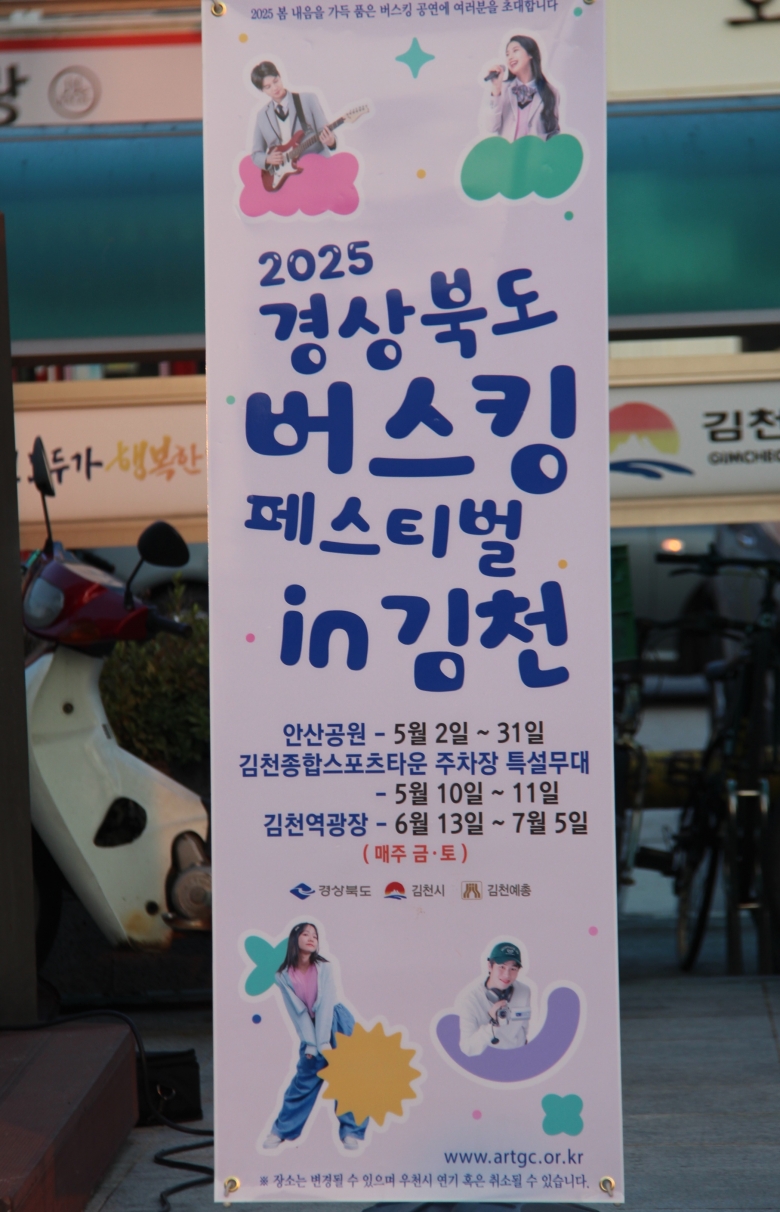 2025 봄 내음을 가득 품은 버스킹 공연에 여러분을 초대합니다
2025
경상북도
버스킹
페스티벌
in 김천
안산공원 - 5월 2일 ~ 31일
김천종합스포츠타운 주차장 특설무대
- 5월 10일 ~ 11일
김천역광장 - 6월 13일 ~ 7월 5일
( 매주 금·토 )
경상북도 김천시 김천예총
www.artgc.or.kr
※ 장소는 변경될 수 있으며 우천시 연기 혹은 취소될 수 있습니다.
모두가 행복한
김천
GIMCHEO